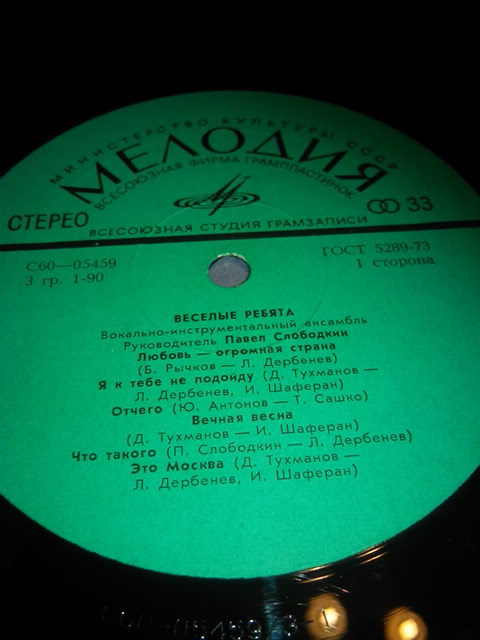 МИНИСТЕРСТВО КУЛЬТУРЫ СССР
МЕЛОДИЯ
ВСЕСОЮЗНАЯ ФИРМА ГРАМПЛАСТИНОК
СТЕРЕО
33
ВСЕСОЮЗНАЯ СТУДИЯ ГРАМЗАПИСИ
С60—05459
ГОСТ 5289-73
3 гр. 1-90
1 сторона
ВЕСЕЛЫЕ РЕБЯТА
Вокально-инструментальный ансамбль
Руководитель Павел Слободкин
Любовь — огромная страна
(Б. Рычков — Л. Дербенев)
Я к тебе не подойду (Д. Тухманов —
Л. Дербенев, И. Шаферан)
Отчего (Ю. Антонов — Т. Сашко)
Вечная весна
(Д. Тухманов — И. Шаферан)
Что такого (П. Слободкин — Л. Дербенев)
Это Москва (Д. Тухманов —
Л. Дербенев, И. Шаферан)